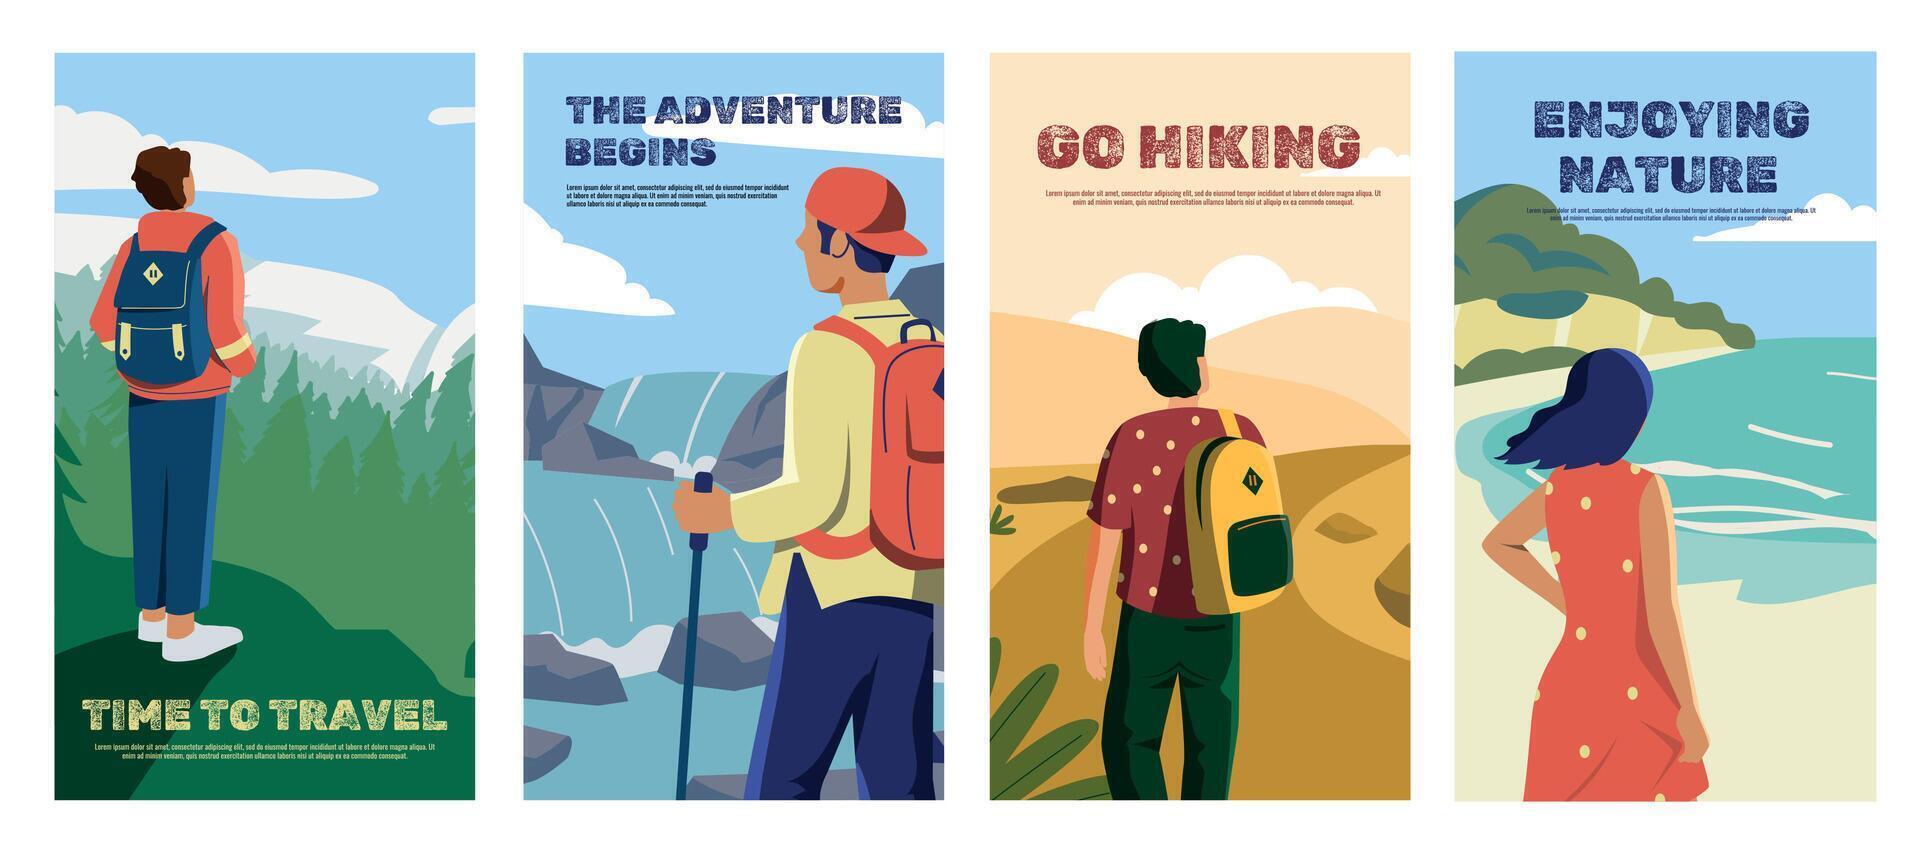 TIME TO TRAVEL
Lorem ipsum dolor sit amet, consectetur adipiscing elit, sed do eiusmod tempor incididunt ut labore et dolore magna aliqua. Ut
enim ad minim veniam, quis nostrud exercitation ullamco laboris nisi ut aliquip ex ea commodo consequat.
THE ADVENTURE
BEGINS
Lorem ipsum dolor sit amet, consectetur adipiscing elit, sed do eiusmod tempor incididunt
ut labore et dolore magna aliqua. Ut enim ad minim veniam, quis nostrud exercitation
ullamco laboris nisi ut aliquip ex ea commodo consequat.
GO HIKING
Lorem ipsum dolor sit amet, consectetur adipiscing elit, sed do eiusmod tempor incididunt ut labore et dolore magna aliqua. Ut
enim ad minim veniam, quis nostrud exercitation ullamco laboris nisi ut aliquip ex ea commodo consequat.
ENJOYING
NATURE
Lorem ipsum dolor sit amet, consectetur adipiscing elit, sed do eiusmod tempor incididunt ut labore et dolore magna aliqua. Ut
enim ad minim veniam, quis nostrud exercitation ullamco laboris nisi ut aliquip ex ea commodo consequat.